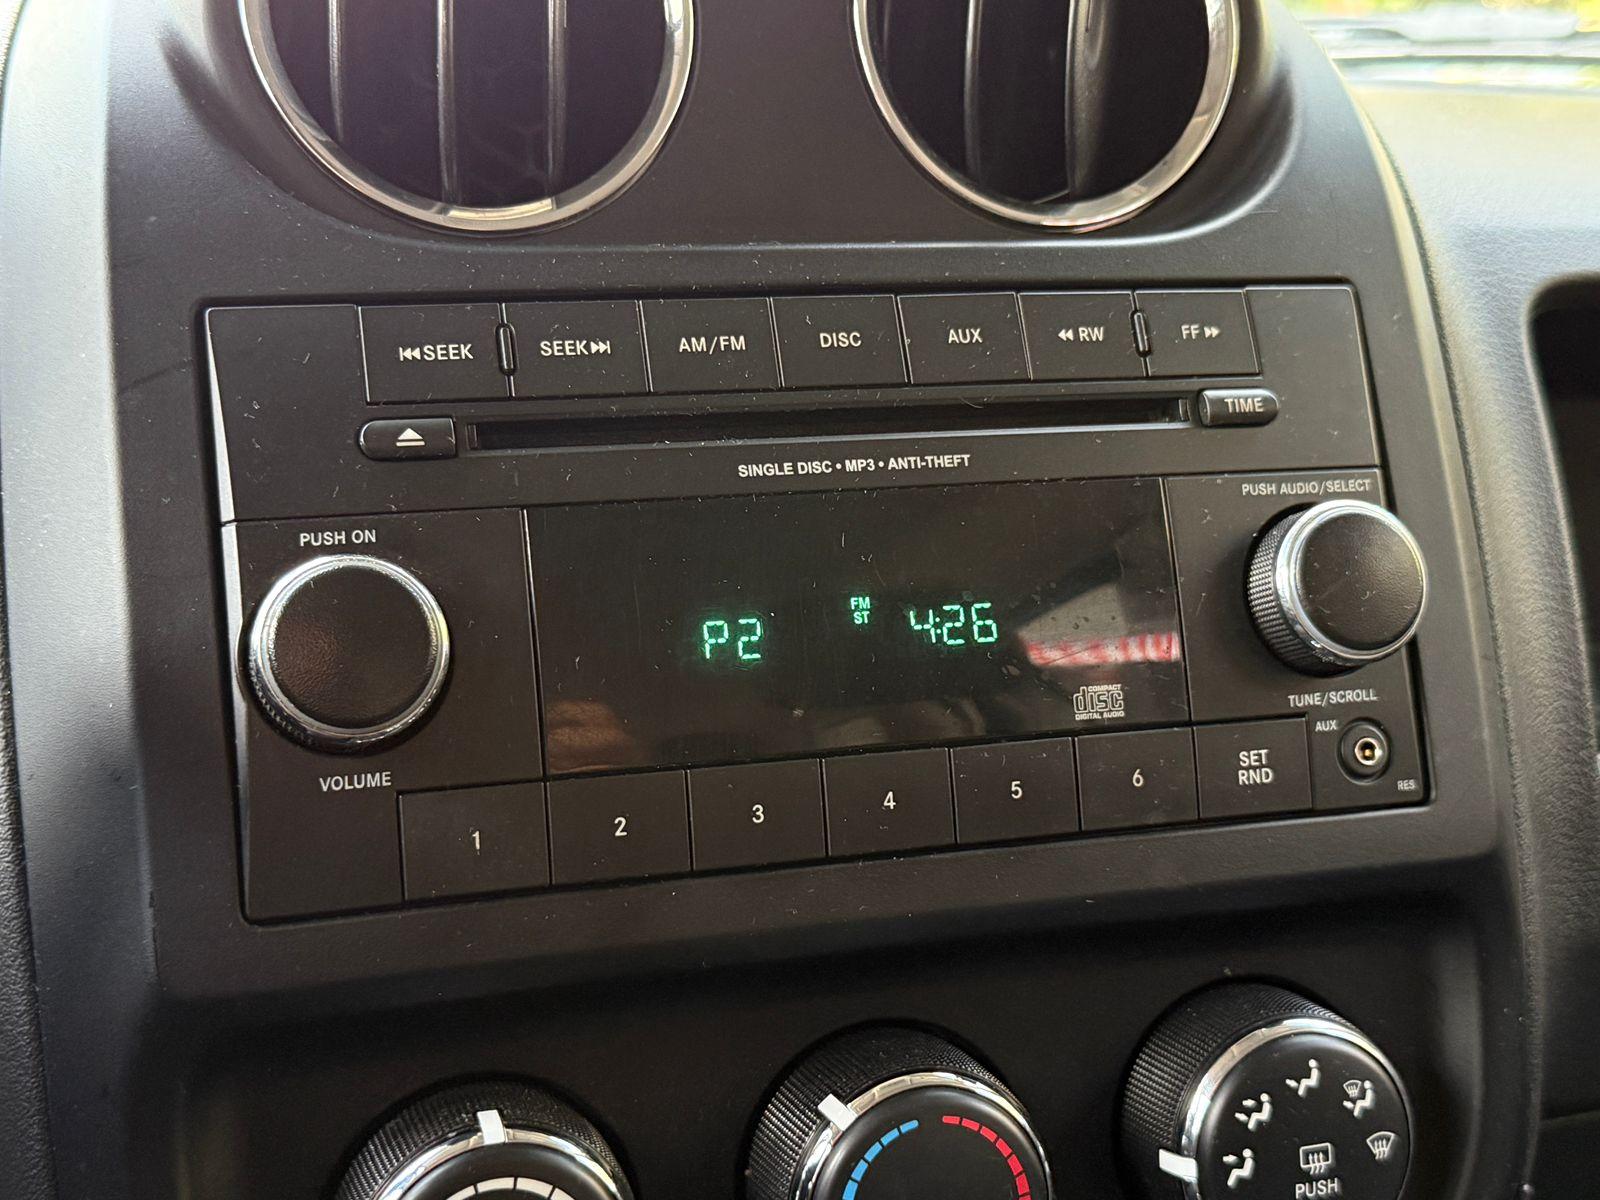 SEEK
SEEK
AM/FM
DISC
AUX
RW
FF
TIME
SINGLE DISC • MP3 • ANTI-THEFT
PUSH AUDIO/SELECT
PUSH ON
P2
FM
ST
4:26
COMPACT
disc
DIGITAL AUDIO
TUNE/SCROLL
AUX
RES
VOLUME
1
2
3
4
5
6
SET
RND
PUSH